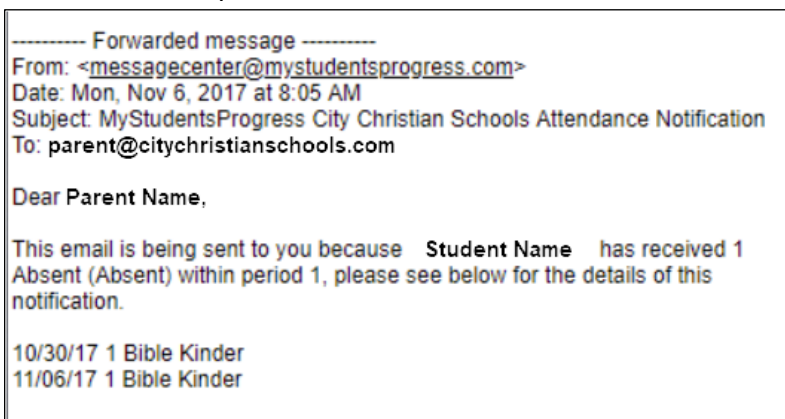 ---------- Forwarded message ----------
From: <messagecenter@mystudentsprogress.com>
Date: Mon, Nov 6, 2017 at 8:05 AM
Subject: MyStudentsProgress City Christian Schools Attendance Notification
To: parent@citychristianschools.com
Dear Parent Name,
This email is being sent to you because Student Name has received 1
Absent (Absent) within period 1, please see below for the details of this
notification.
10/30/17 1 Bible Kinder
11/06/17 1 Bible Kinder